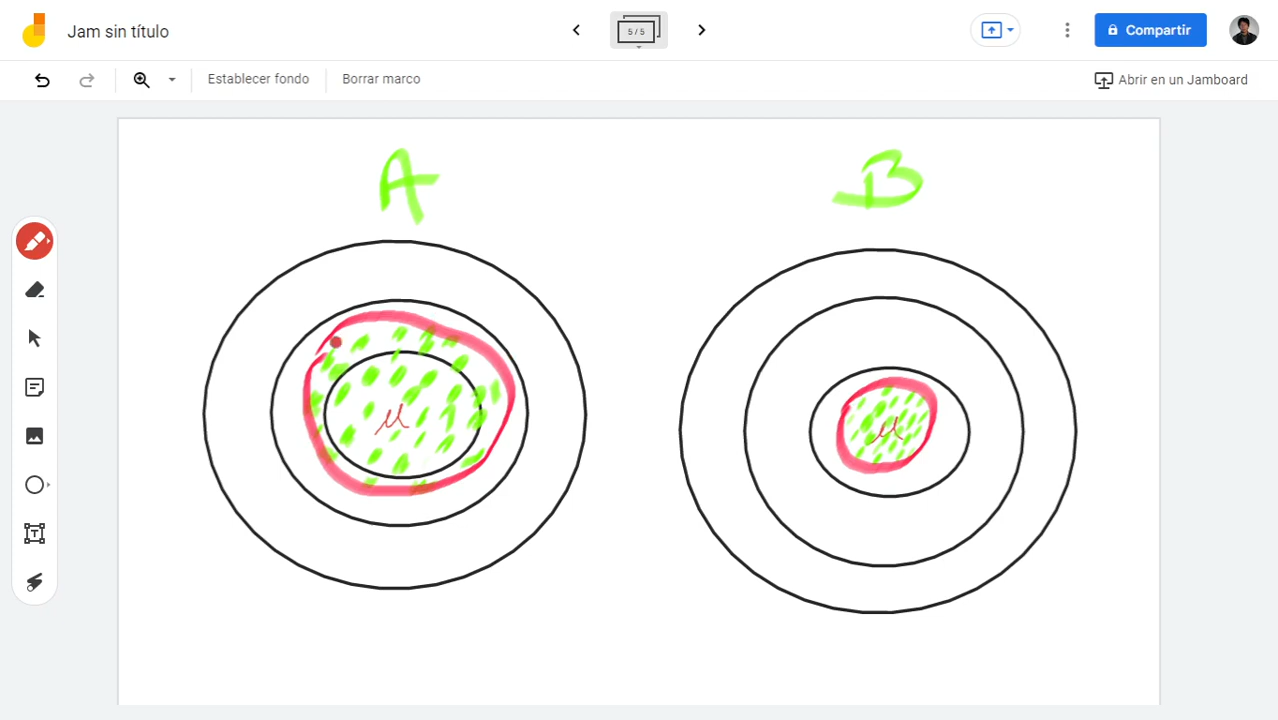 Jam sin título
5 / 5
Compartir
Establecer fondo
Borrar marco
Abrir en un Jamboard
A
B
μ
μ
T